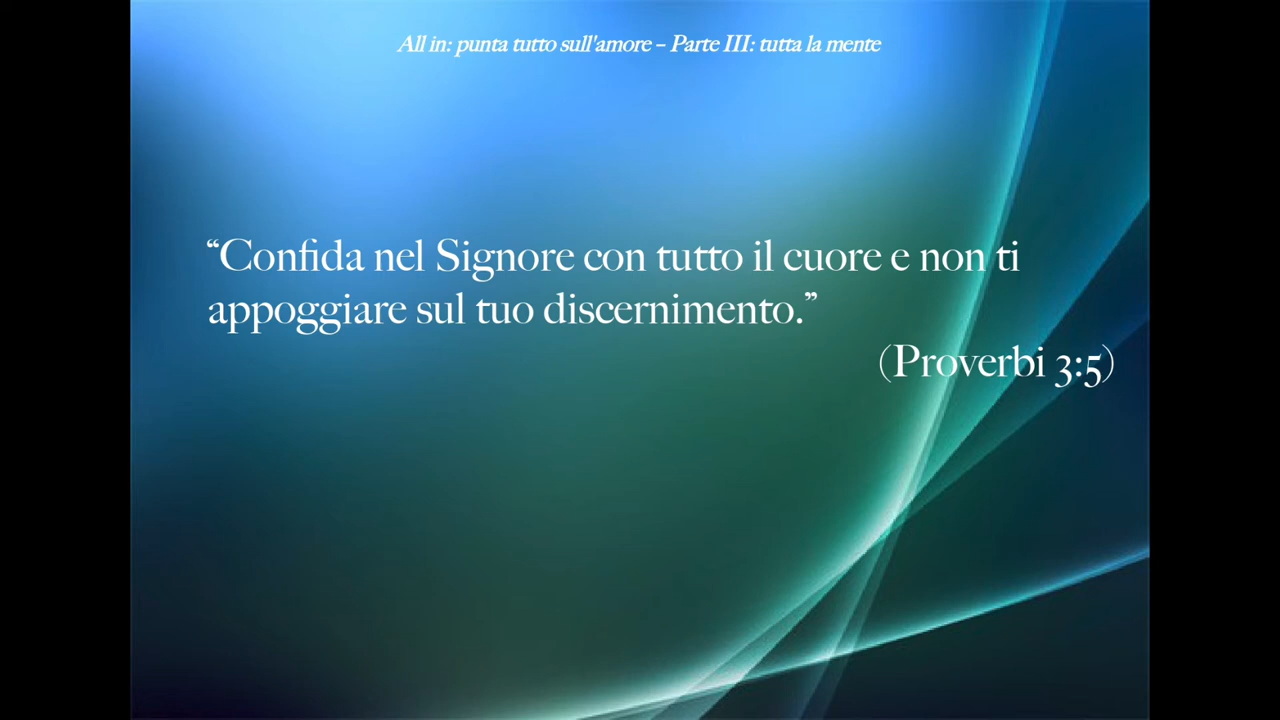 All in: punta tutto sull'amore – Parte III: tutta la mente
“Confida nel Signore con tutto il cuore e non ti
appoggiare sul tuo discernimento.”
(Proverbi 3:5)